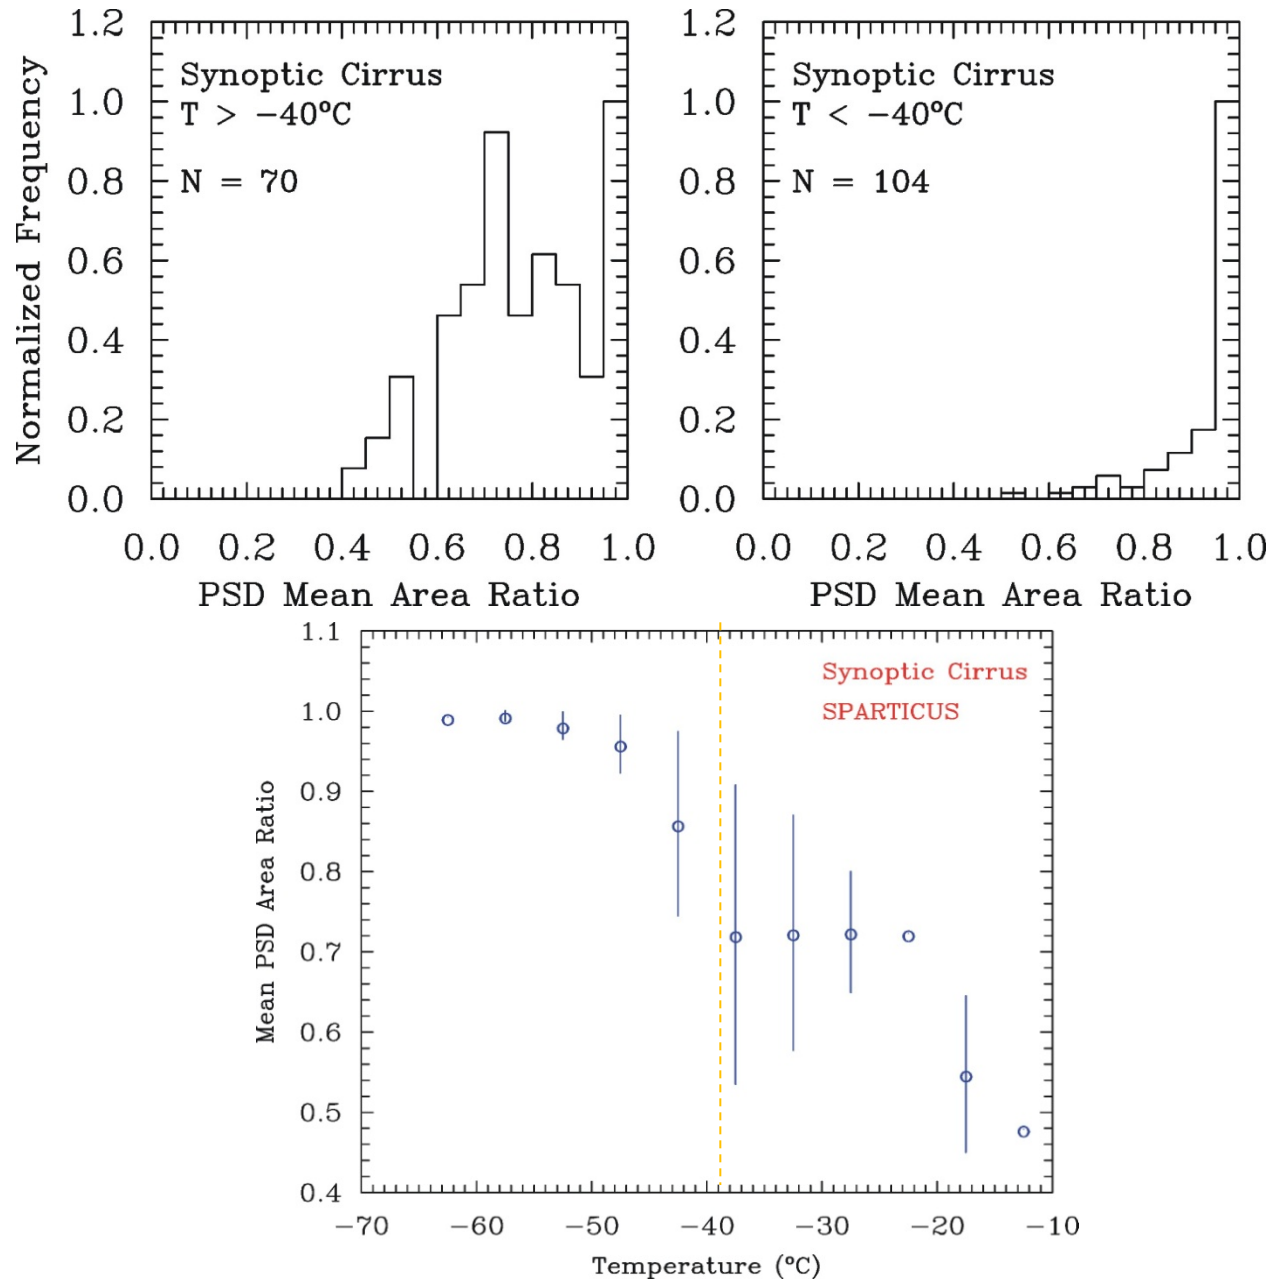 1.2
1.0
0.8
0.6
0.4
0.2
0.0
Normalized Frequency
Synoptic Cirrus
T > −40°C
N = 70
0.0 0.2 0.4 0.6 0.8 1.0
PSD Mean Area Ratio
1.2
1.0
0.8
0.6
0.4
0.2
0.0
Synoptic Cirrus
T < −40°C
N = 104
0.0 0.2 0.4 0.6 0.8 1.0
PSD Mean Area Ratio
1.1
1.0
0.9
0.8
0.7
0.6
0.5
0.4
Mean PSD Area Ratio
Synoptic Cirrus
SPARTICUS
−70 −60 −50 −40 −30 −20 −10
Temperature (°C)